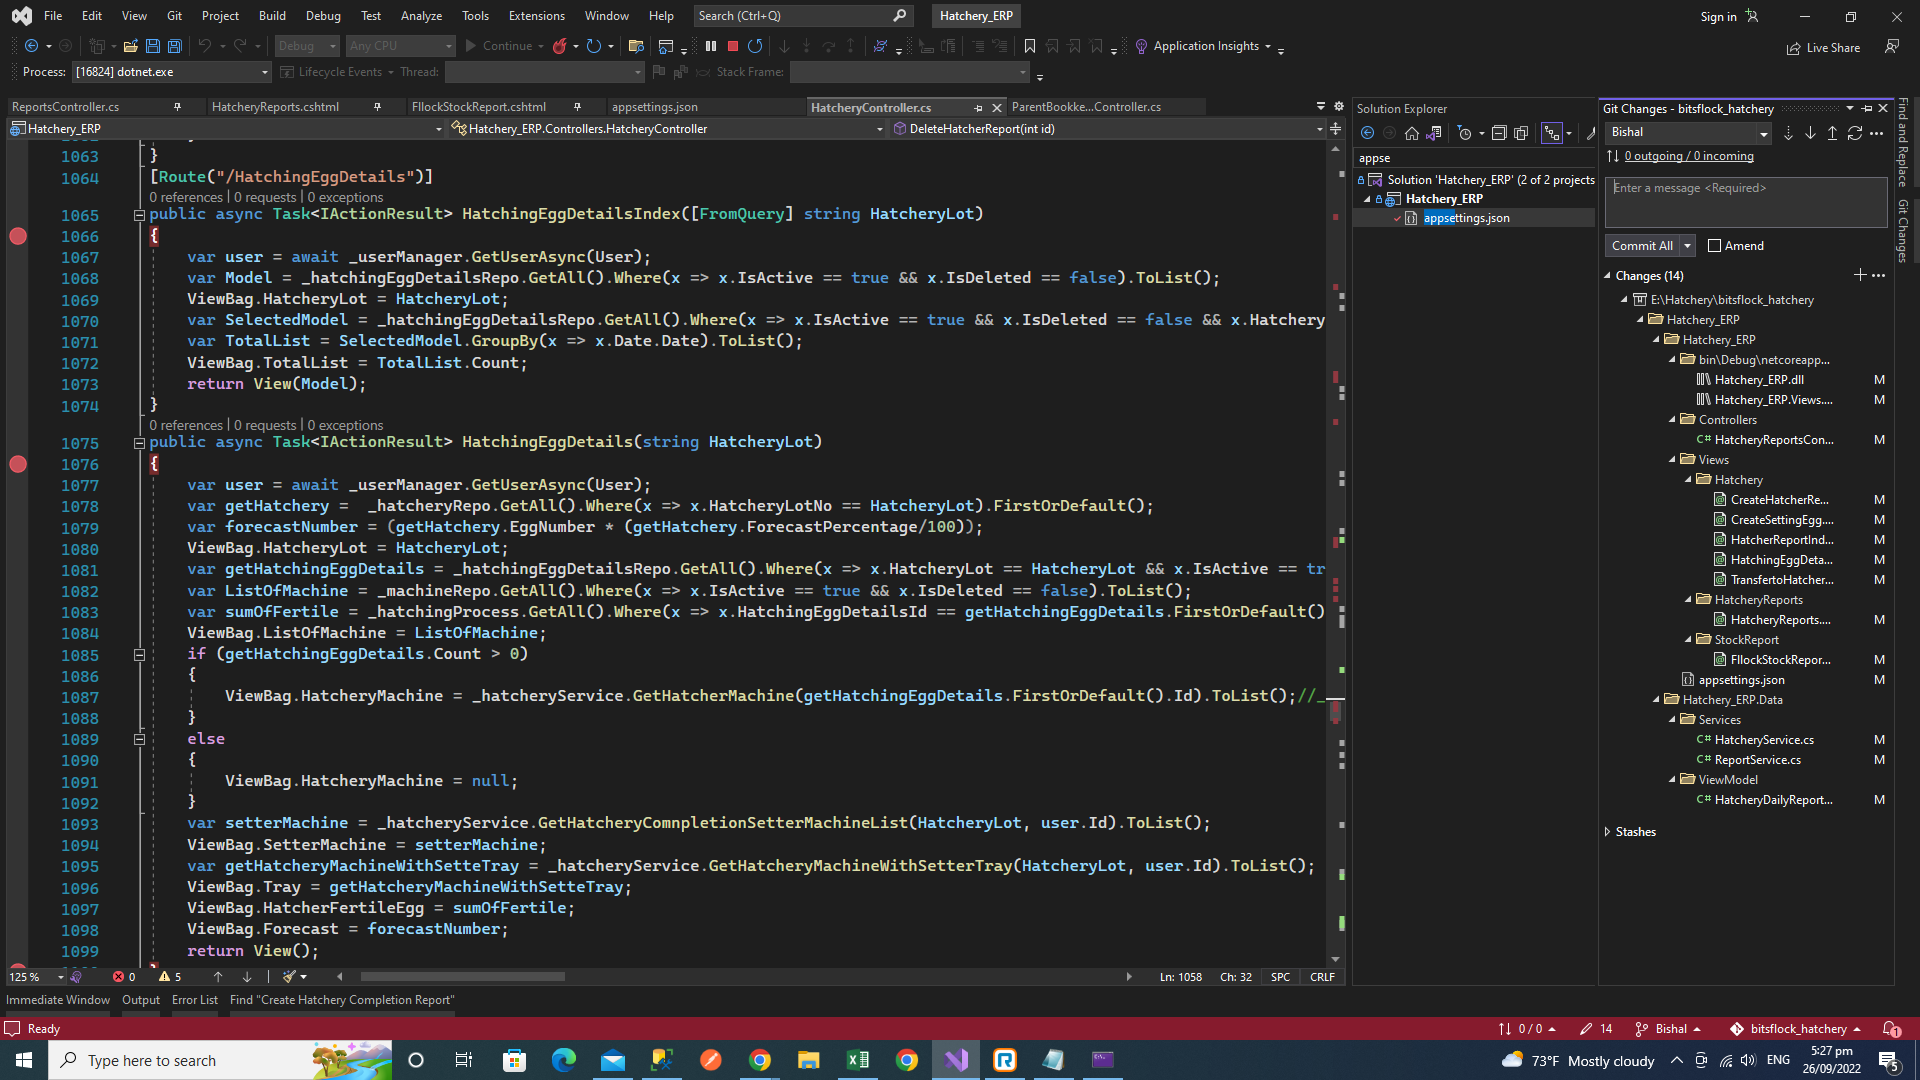 File Edit View Git Project Build Debug Test Analyze Tools Extensions Window Help Search (Ctrl+Q) Hatchery_ERP Sign in
Debug Any CPU Continue Application Insights Live Share
Process: [16824] dotnet.exe Lifecycle Events Thread: Stack Frame:
ReportsController.cs HatcheryReports.cshtml FllockStockReport.cshtml appsettings.json HatcheryController.cs ParentBookke...Controller.cs
Hatchery_ERP Hatchery_ERP.Controllers.HatcheryController DeleteHatcherReport(int id)
1063 }
1064 [Route("/HatchingEggDetails")]
0 references | 0 requests | 0 exceptions
1065 public async Task<IActionResult> HatchingEggDetailsIndex([FromQuery] string HatcheryLot)
1066 {
1067 var user = await _userManager.GetUserAsync(User);
1068 var Model = _hatchingEggDetailsRepo.GetAll().Where(x => x.IsActive == true && x.IsDeleted == false).ToList();
1069 ViewBag.HatcheryLot = HatcheryLot;
1070 var SelectedModel = _hatchingEggDetailsRepo.GetAll().Where(x => x.IsActive == true && x.IsDeleted == false && x.Hatchery
1071 var TotalList = SelectedModel.GroupBy(x => x.Date.Date).ToList();
1072 ViewBag.TotalList = TotalList.Count;
1073 return View(Model);
1074 }
0 references | 0 requests | 0 exceptions
1075 public async Task<IActionResult> HatchingEggDetails(string HatcheryLot)
1076 {
1077 var user = await _userManager.GetUserAsync(User);
1078 var getHatchery = _hatcheryRepo.GetAll().Where(x => x.HatcheryLotNo == HatcheryLot).FirstOrDefault();
1079 var forecastNumber = (getHatchery.EggNumber * (getHatchery.ForecastPercentage/100));
1080 ViewBag.HatcheryLot = HatcheryLot;
1081 var getHatchingEggDetails = _hatchingEggDetailsRepo.GetAll().Where(x => x.HatcheryLot == HatcheryLot && x.IsActive == tr
1082 var ListOfMachine = _machineRepo.GetAll().Where(x => x.IsActive == true && x.IsDeleted == false).ToList();
1083 var sumOfFertile = _hatchingProcess.GetAll().Where(x => x.HatchingEggDetailsId == getHatchingEggDetails.FirstOrDefault()
1084 ViewBag.ListOfMachine = ListOfMachine;
1085 if (getHatchingEggDetails.Count > 0)
1086 {
1087 ViewBag.HatcheryMachine = _hatcheryService.GetHatcherMachine(getHatchingEggDetails.FirstOrDefault().Id).ToList();//_
1088 }
1089 else
1090 {
1091 ViewBag.HatcheryMachine = null;
1092 }
1093 var setterMachine = _hatcheryService.GetHatcheryComnpletionSetterMachineList(HatcheryLot, user.Id).ToList();
1094 ViewBag.SetterMachine = setterMachine;
1095 var getHatcheryMachineWithSetteTray = _hatcheryService.GetHatcheryMachineWithSetterTray(HatcheryLot, user.Id).ToList();
1096 ViewBag.Tray = getHatcheryMachineWithSetteTray;
1097 ViewBag.HatcherFertileEgg = sumOfFertile;
1098 ViewBag.Forecast = forecastNumber;
1099 return View();
125 % 0 5 Ln: 1058 Ch: 32 SPC CRLF
Immediate Window Output Error List Find "Create Hatchery Completion Report"
Solution Explorer
appse
Solution 'Hatchery_ERP' (2 of 2 projects
Hatchery_ERP
appsettings.json
Git Changes - bitsflock_hatchery
Bishal
0 outgoing / 0 incoming
Enter a message <Required>
Commit All Amend
Changes (14)
E:\Hatchery\bitsflock_hatchery
Hatchery_ERP
Hatchery_ERP
bin\Debug\netcoreapp...
Hatchery_ERP.dll M
Hatchery_ERP.Views.... M
Controllers
C# HatcheryReportsCon... M
Views
Hatchery
CreateHatcherRe... M
CreateSettingEgg.... M
HatcherReportInd... M
HatchingEggDeta... M
TransfertoHatcher... M
HatcheryReports
HatcheryReports.... M
StockReport
FllockStockRepor... M
appsettings.json M
Hatchery_ERP.Data
Services
C# HatcheryService.cs M
C# ReportService.cs M
ViewModel
C# HatcheryDailyReport... M
Stashes
Find and Replace
Git Changes
Ready 0 / 0 14 Bishal bitsflock_hatchery 1
Type here to search 73°F Mostly cloudy ENG 5:27 pm
26/09/2022 5